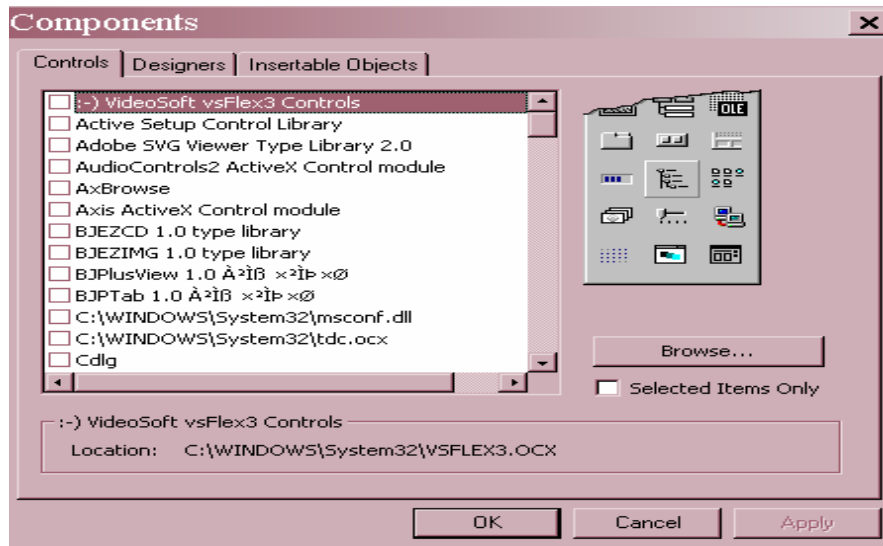 Components
Controls Designers Insertable Objects
:-) VideoSoft vsFlex3 Controls
Active Setup Control Library
Adobe SVG Viewer Type Library 2.0
AudioControls2 ActiveX Control module
AxBrowse
Axis ActiveX Control module
BJEZCD 1.0 type library
BJEZIMG 1.0 type library
BJPlusView 1.0 À²Ìß ×²ÌÞ×Ø
BJPTab 1.0 À²Ìß ×²ÌÞ×Ø
C:\WINDOWS\System32\msconf.dll
C:\WINDOWS\System32\tdc.ocx
Cdlg
OLE
Browse...
Selected Items Only
:-) VideoSoft vsFlex3 Controls
Location: C:\WINDOWS\System32\VSFLEX3.OCX
OK Cancel Apply